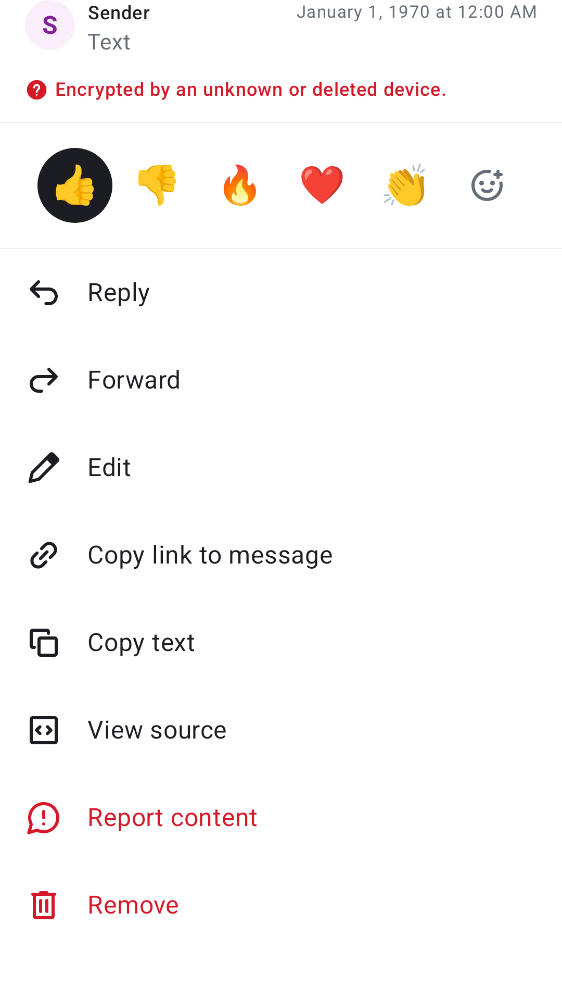 S
Sender
January 1, 1970 at 12:00 AM
Text
Encrypted by an unknown or deleted device.
Reply
Forward
Edit
Copy link to message
Copy text
View source
Report content
Remove